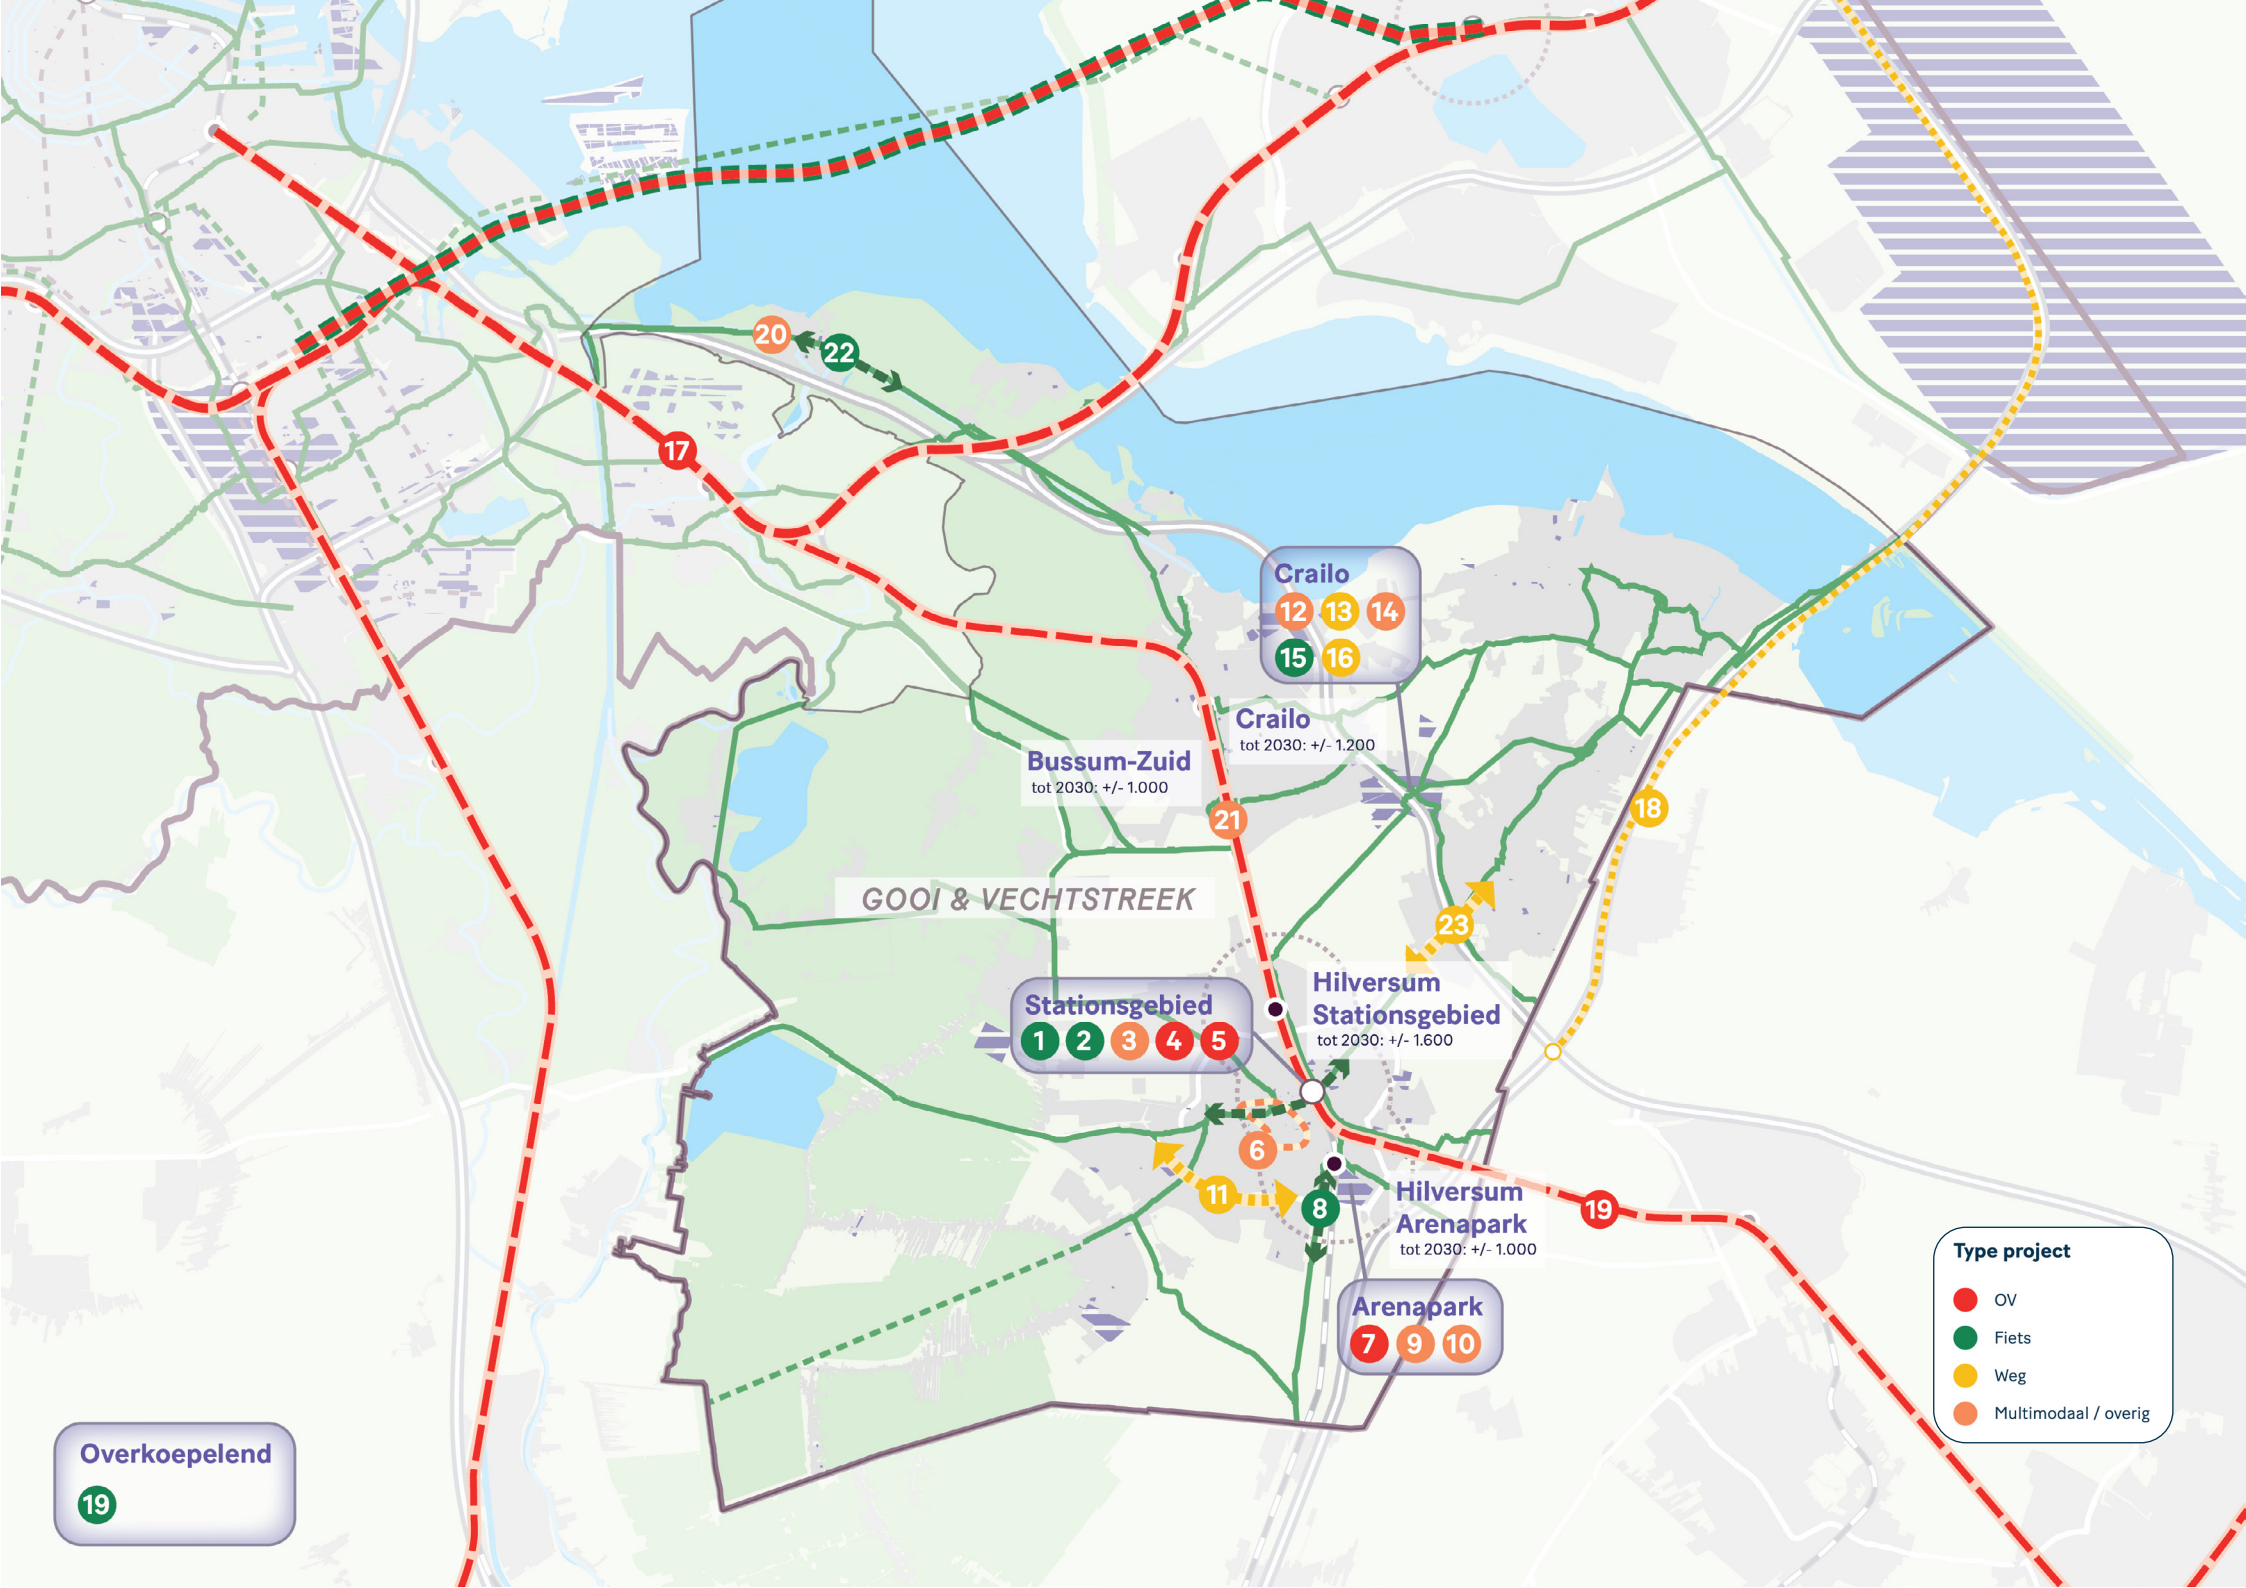 20
22
17
Crailo
12 13 14
15 16
Crailo
tot 2030: +/- 1.200
Bussum-Zuid
tot 2030: +/- 1.000
21
18
GOOI & VECHTSTREEK
23
Hilversum
Stationsgebied
tot 2030: +/- 1.600
Stationsgebied
1 2 3 4 5
6
11
8
Hilversum
Arenapark
tot 2030: +/- 1.000
19
Arenapark
7 9 10
Type project
OV
Fiets
Weg
Multimodaal / overig
Overkoepelend
19